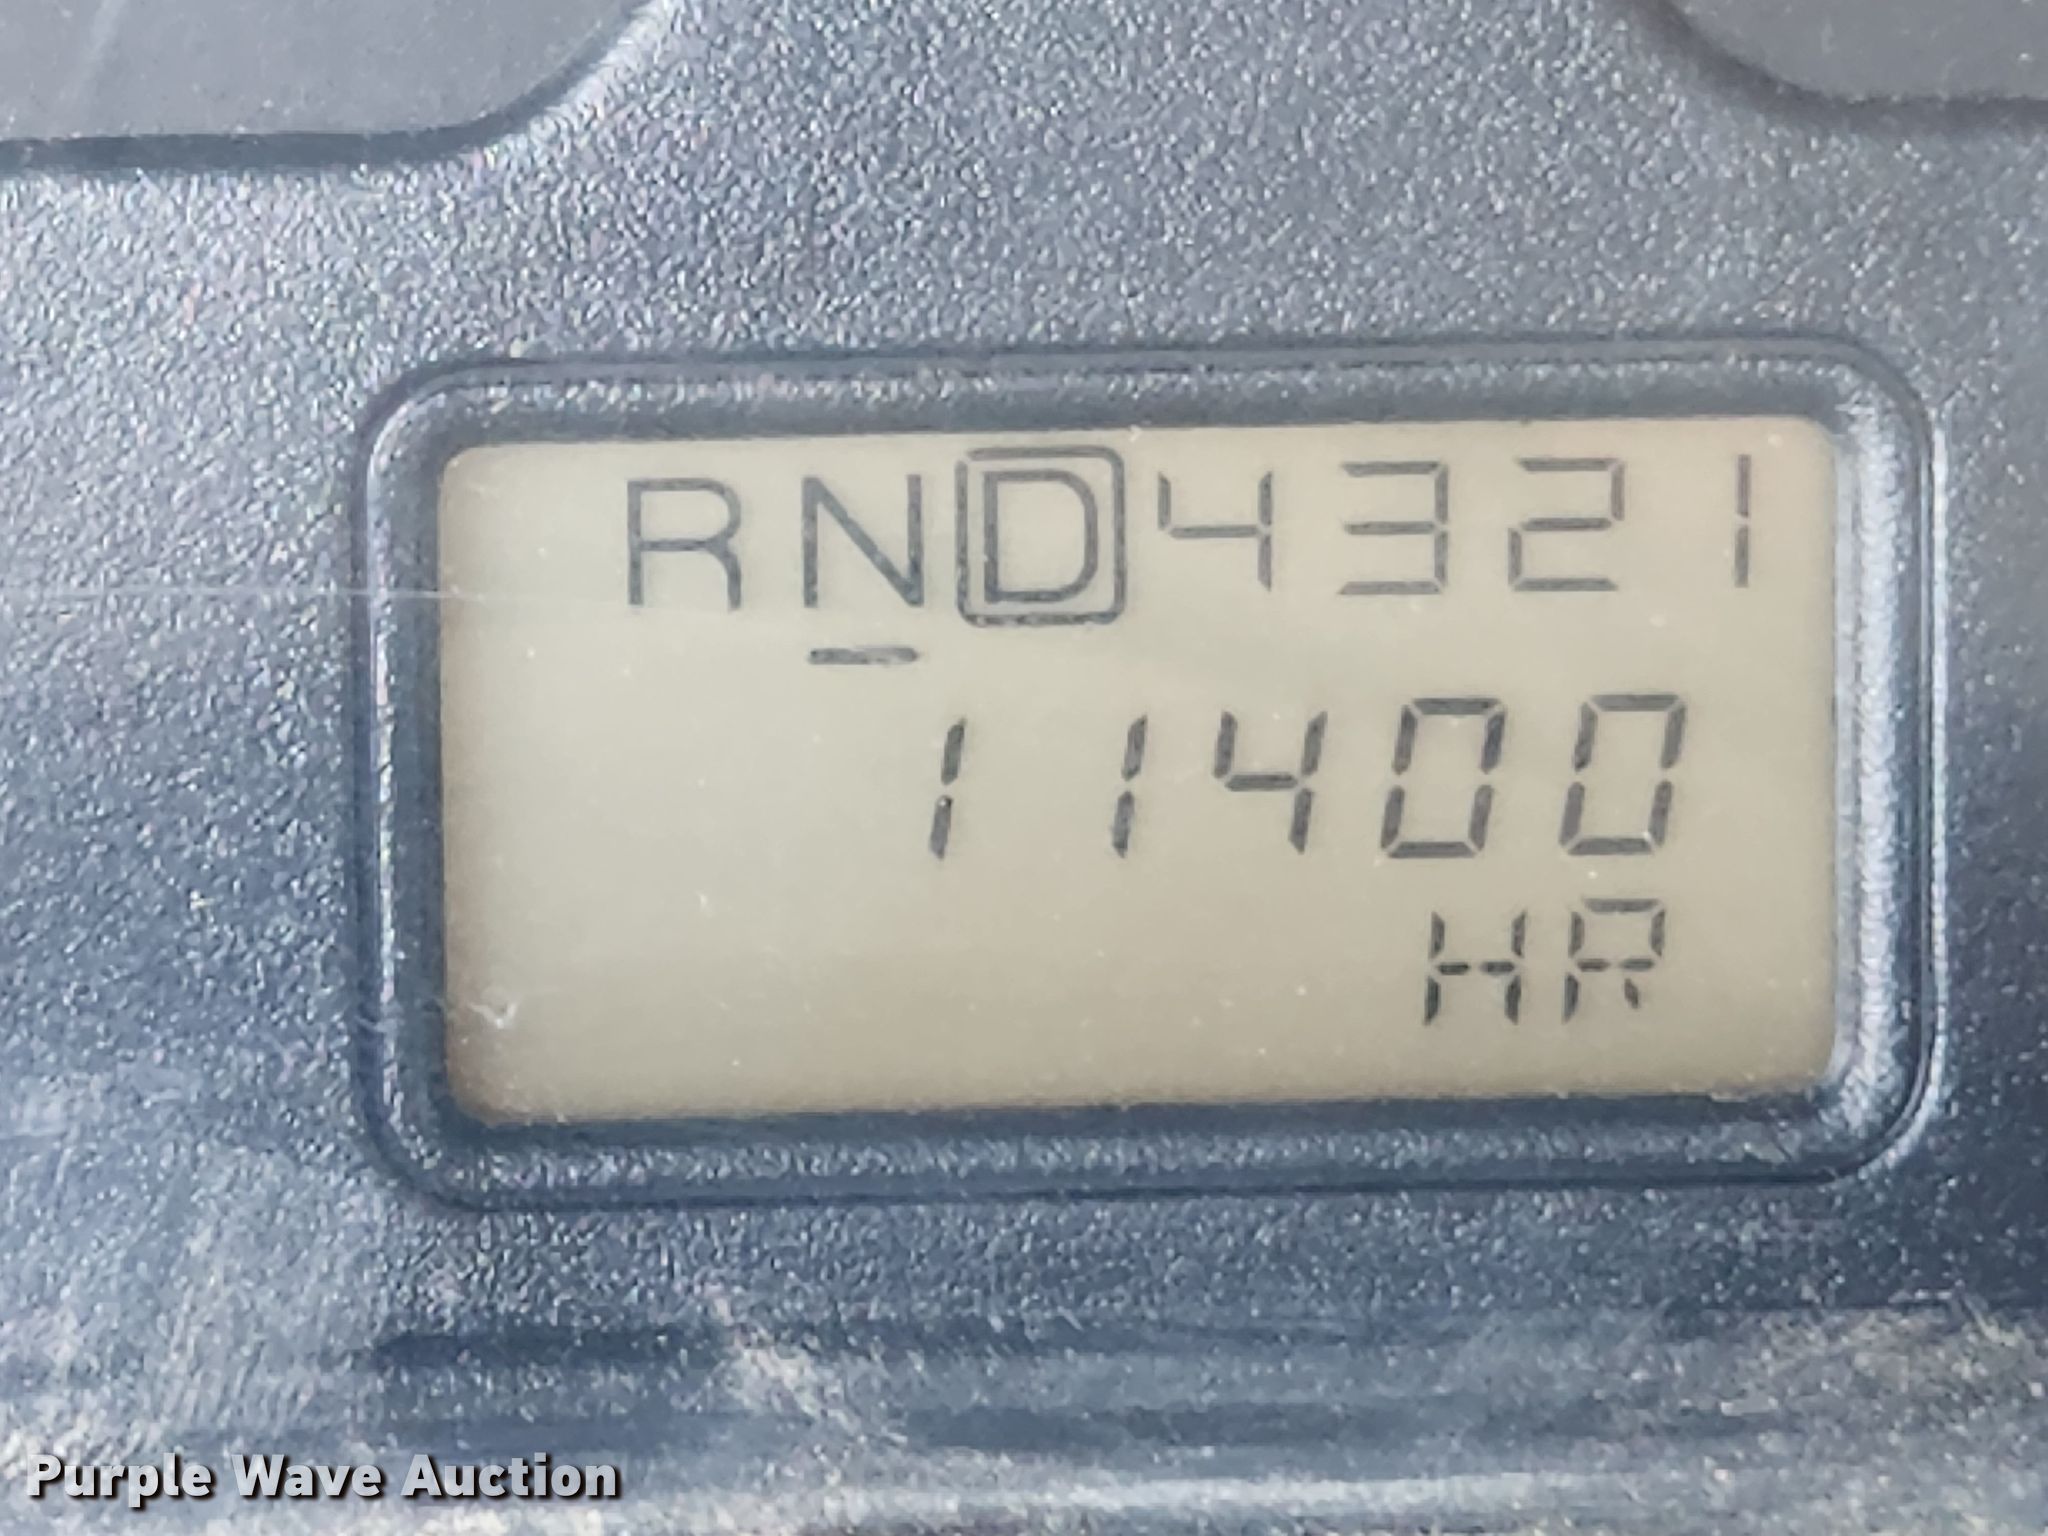 RND4321
11400
HR
Purple Wave Auction